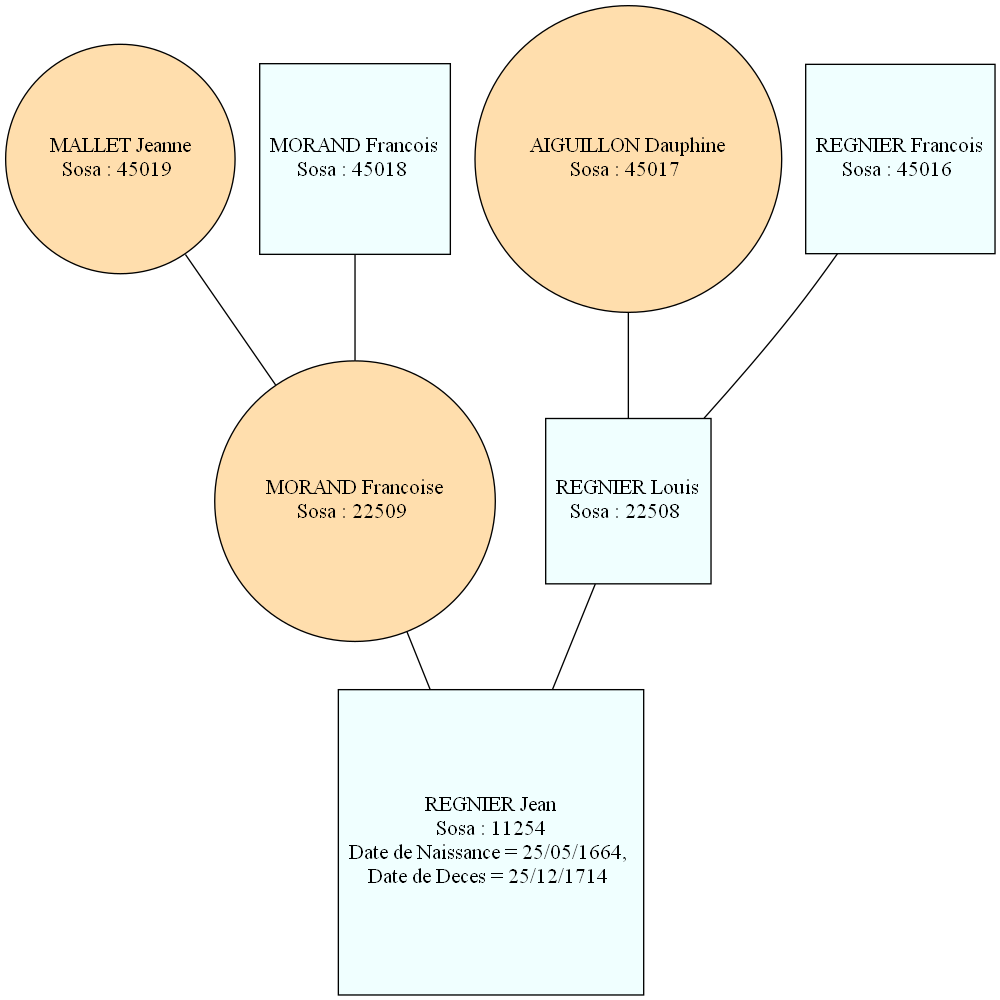 MALLET Jeanne
Sosa : 45019
MORAND Francois
Sosa : 45018
AIGUILLON Dauphine
Sosa : 45017
REGNIER Francois
Sosa : 45016
MORAND Francoise
Sosa : 22509
REGNIER Louis
Sosa : 22508
REGNIER Jean
Sosa : 11254
Date de Naissance = 25/05/1664,
Date de Deces = 25/12/1714